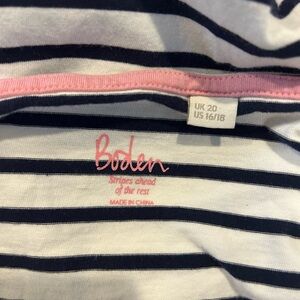 UK 20
US 16/18
Boden
Stripes ahead
of the rest
MADE IN CHINA